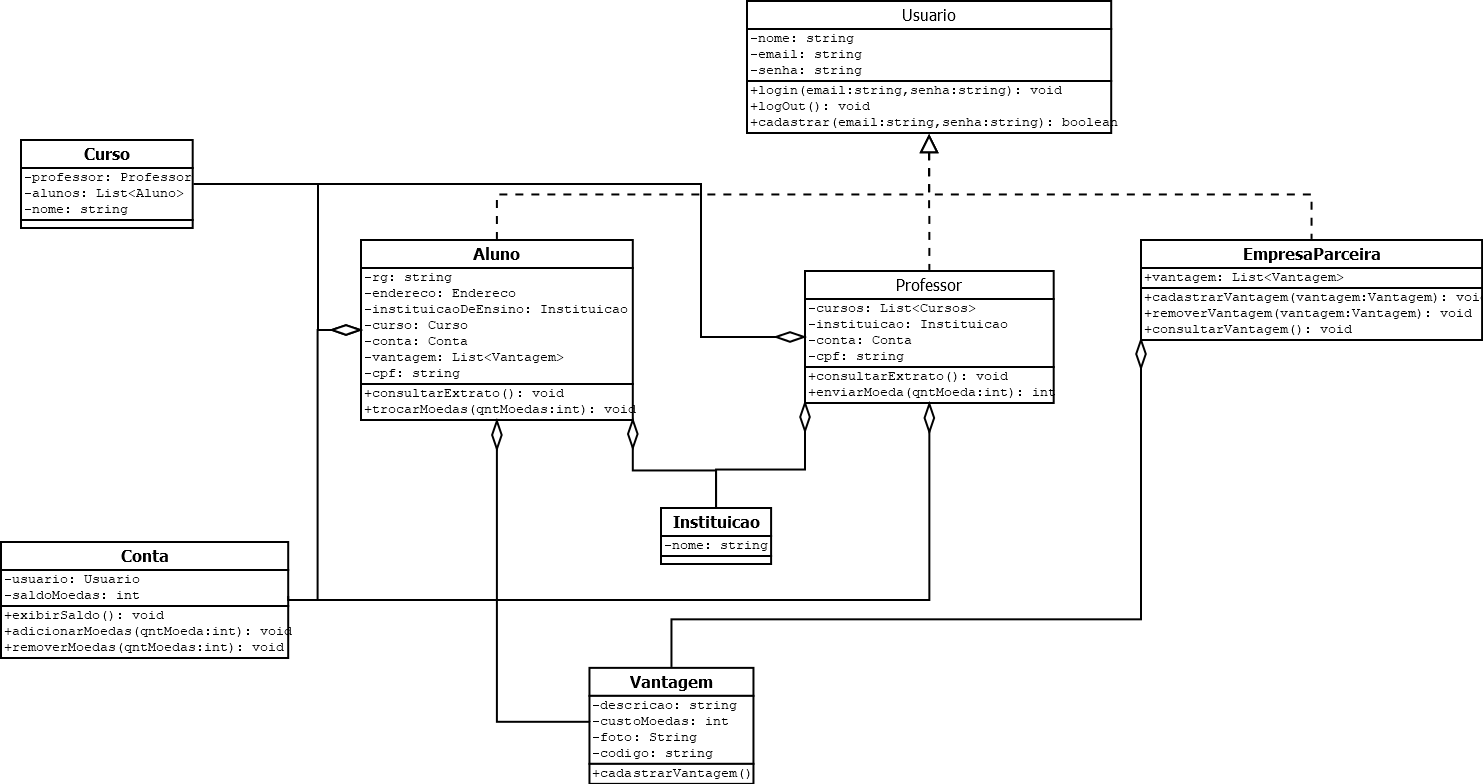 Usuario
-nome: string
-email: string
-senha: string
+login(email:string,senha:string): void
+logOut(): void
+cadastrar(email:string,senha:string): boolean
Curso
-professor: Professor
-alunos: List<Aluno>
-nome: string
Aluno
-rg: string
-endereco: Endereco
-instituicaoDeEnsino: Instituicao
-curso: Curso
-conta: Conta
-vantagem: List<Vantagem>
-cpf: string
+consultarExtrato(): void
+trocarMoedas(qntMoedas:int): void
Professor
-cursos: List<Cursos>
-instituicao: Instituicao
-conta: Conta
-cpf: string
+consultarExtrato(): void
+enviarMoeda(qntMoeda:int): int
EmpresaParceira
+vantagem: List<Vantagem>
+cadastrarVantagem(vantagem:Vantagem): voi
+removerVantagem(vantagem:Vantagem): void
+consultarVantagem(): void
Instituicao
-nome: string
Conta
-usuario: Usuario
-saldoMoedas: int
+exibirSaldo(): void
+adicionarMoedas(qntMoeda:int): void
+removerMoedas(qntMoedas:int): void
Vantagem
-descricao: string
-custoMoedas: int
-foto: String
-codigo: string
+cadastrarVantagem()